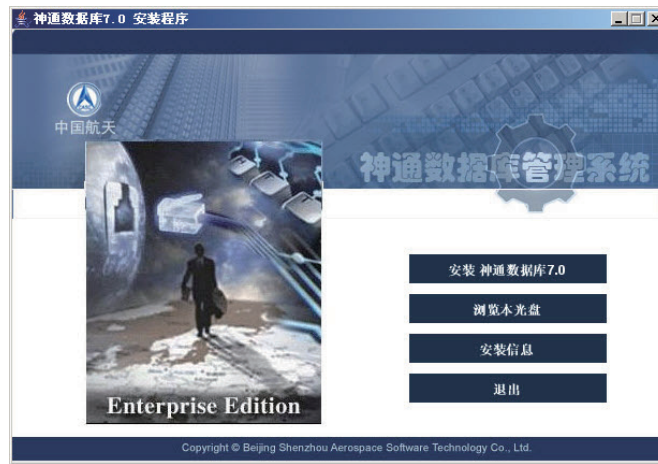 神通数据库7.0 安装程序
中国航天
神通数据库管理系统
安装 神通数据库7.0
浏览本光盘
安装信息
退出
Enterprise Edition
Copyright © Beijing Shenzhou Aerospace Software Technology Co., Ltd.